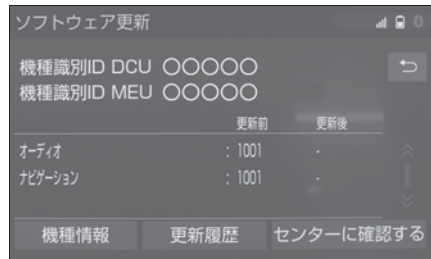 ソフトウェア更新
機種識別ID DCU 〇〇〇〇〇
機種識別ID MEU 〇〇〇〇〇
更新前 更新後
オーディオ : 1001 -
ナビゲーション : 1001 -
機種情報 更新履歴 センターに確認する